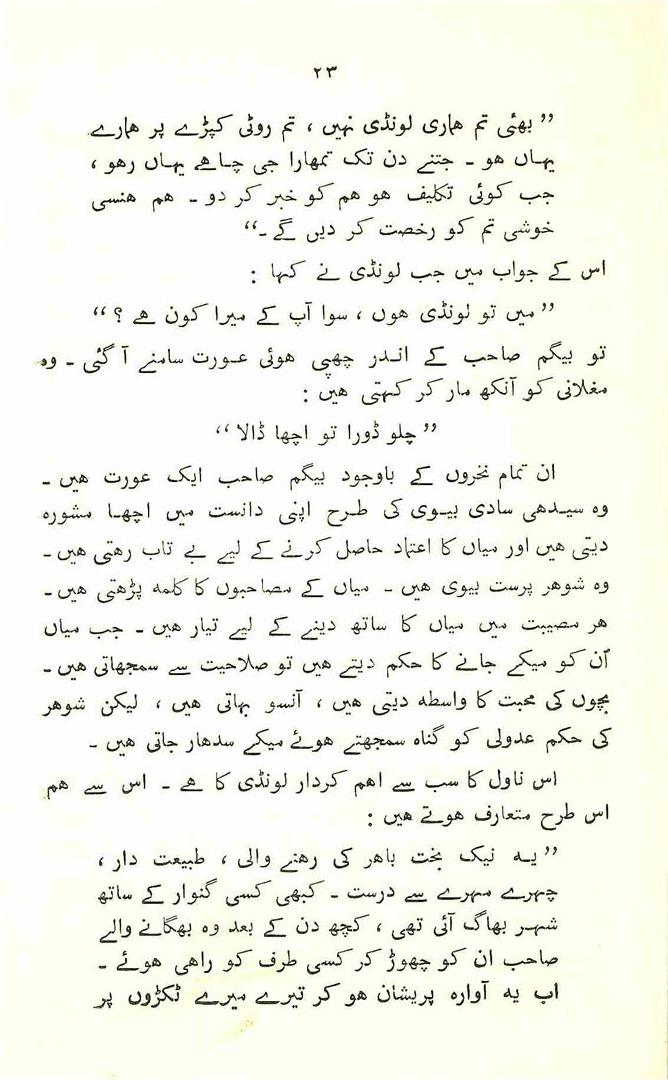 ۲۳
” بھئی تم ہماری لونڈی نہیں ، تم روٹی کپڑے پر ہمارے
یہاں ہو ۔ جتنے دن تک تمھارا جی چاہے یہاں رہو ،
جب کوئی تکلیف ہو ہم کو خبر کر دو ۔ ہم ہنسی
خوشی تم کو رخصت کر دیں گے ۔“
اس کے جواب میں جب لونڈی نے کہا :
” میں تو لونڈی ہوں ، سوا آپ کے میرا کون ہے ؟ “
تو بیگم صاحب کے اندر چھپی ہوئی عورت سامنے آ گئی ۔ وہ
مغلانی کو آنکھ مار کر کہتی ہیں :
” چلو ڈورا تو اچھا ڈالا “
ان تمام نخروں کے باوجود بیگم صاحب ایک عورت ہیں ۔
وہ سیدھی سادی بیوی کی طرح اپنی دانست میں اچھا مشورہ
دیتی ہیں اور میاں کا اعتماد حاصل کرنے کے لیے بے تاب رہتی ہیں ۔
وہ شوہر پرست بیوی ہیں ۔ میاں کے مصاحبوں کا کلمہ پڑھتی ہیں ۔
ہر مصیبت میں میاں کا ساتھ دینے کے لیے تیار ہیں ۔ جب میاں
اُن کو میکے جانے کا حکم دیتے ہیں تو صلاحیت سے سمجھاتی ہیں ۔
بچوں کی محبت کا واسطہ دیتی ہیں ، آنسو بہاتی ہیں ، لیکن شوہر
کی حکم عدولی کو گناہ سمجھتے ہوئے میکے سدھار جاتی ہیں ۔
اس ناول کا سب سے اہم کردار لونڈی کا ہے ۔ اس سے ہم
اس طرح متعارف ہوتے ہیں :
” یہ نیک بخت باہر کی رہنے والی ، طبیعت دار ،
چہرے مہرے سے درست ۔ کبھی کسی گنوار کے ساتھ
شہر بھاگ آئی تھی ، کچھ دن کے بعد وہ بھگانے والے
صاحب ان کو چھوڑ کر کسی طرف کو راہی ہوئے ۔
اب یہ آوارہ پریشان ہو کر تیرے میرے ٹکڑوں پر